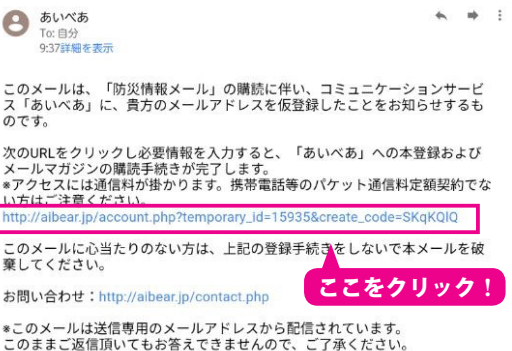 あいべあ
To: 自分
9:37詳細を表示
このメールは、「防災情報メール」の購読に伴い、コミュニケーションサービ
ス「あいべあ」に、貴方のメールアドレスを仮登録したことをお知らせするも
のです。
次のURLをクリックし必要情報を入力すると、「あいべあ」への本登録および
メールマガジンの購読手続きが完了します。
*アクセスには通信料が掛かります。携帯電話等のパケット通信料定額契約でな
い方はご注意ください。
http://aibear.jp/account.php?temporary_id=15935&create_code=SKqKQlQ
このメールに心当たりのない方は、上記の登録手続きをしないで本メールを破
棄してください。
ここをクリック！
お問い合わせ：http://aibear.jp/contact.php
*このメールは送信専用のメールアドレスから配信されています。
このままご返信頂いてもお答えできませんので、ご了承ください。